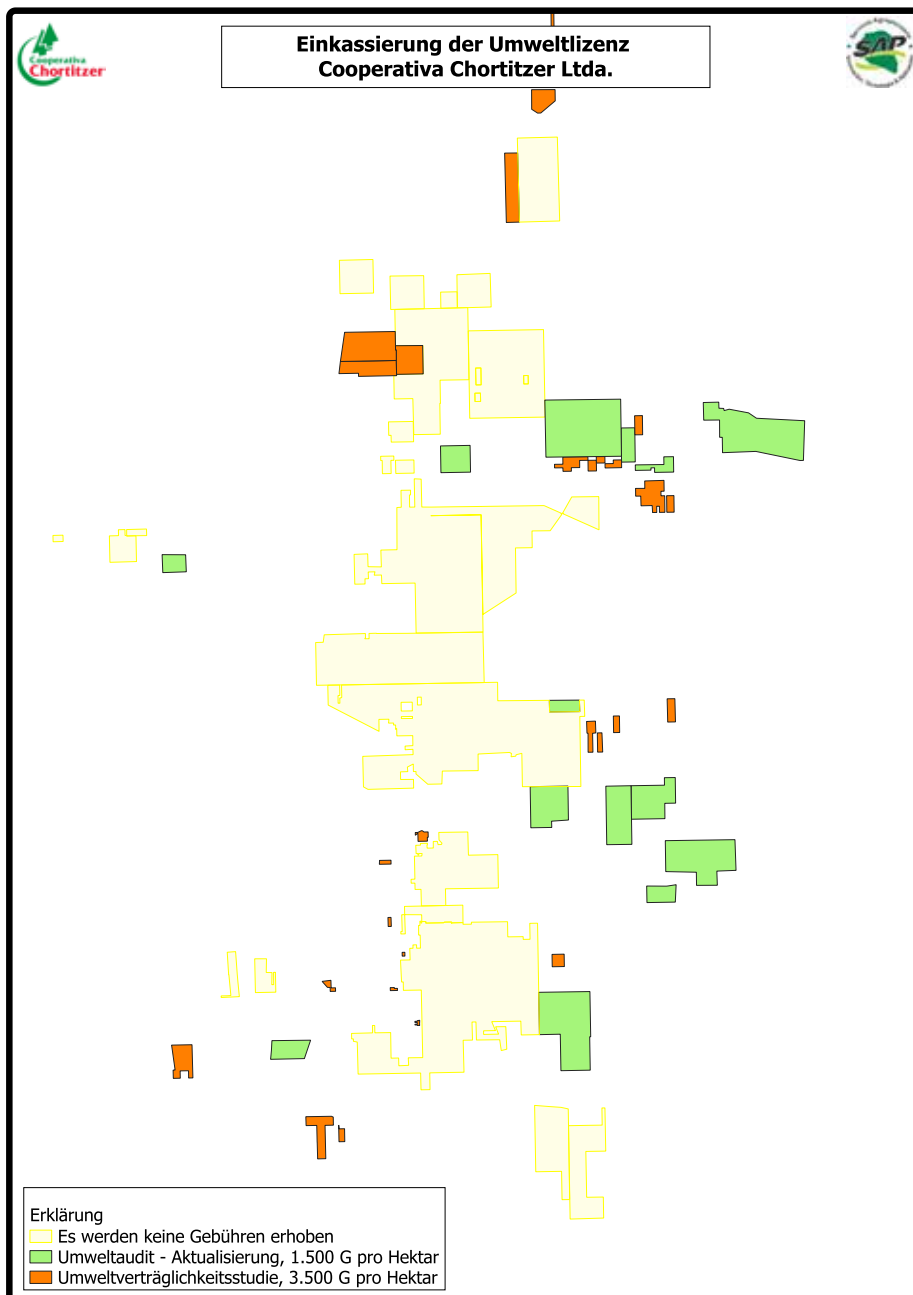 Cooperativa
Chortitzer
Einkassierung der Umweltlizenz
Cooperativa Chortitzer Ltda.
SAP
Erklärung
Es werden keine Gebühren erhoben
Umweltaudit - Aktualisierung, 1.500 G pro Hektar
Umweltverträglichkeitsstudie, 3.500 G pro Hektar